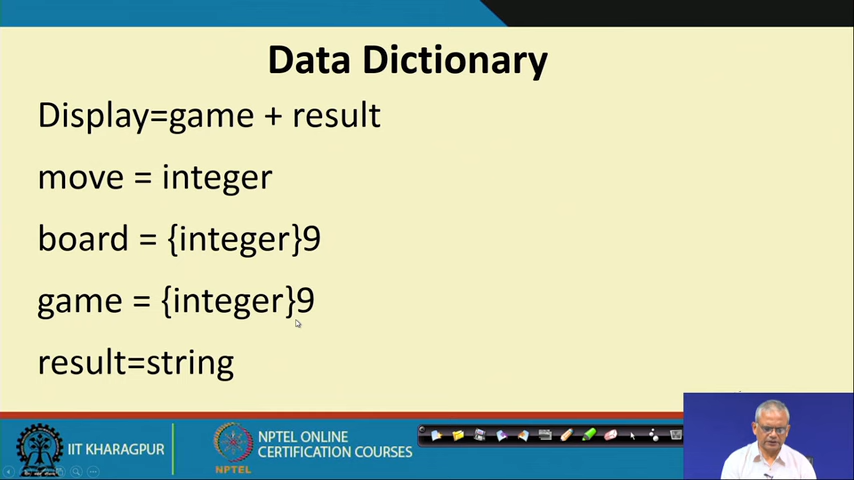 Data Dictionary
Display=game + result
move = integer
board = {integer}9
game = {integer}9
result=string
IIT KHARAGPUR
NPTEL
NPTEL ONLINE
CERTIFICATION COURSES